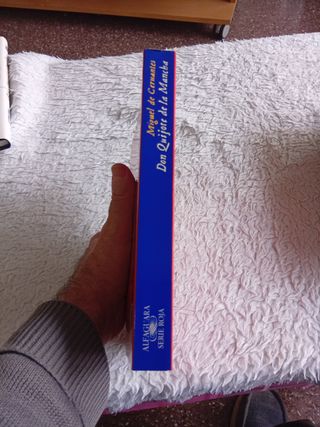 Miguel de Cervantes
Don Quijote de la Mancha
ALFAGUARA
SERIE ROJA